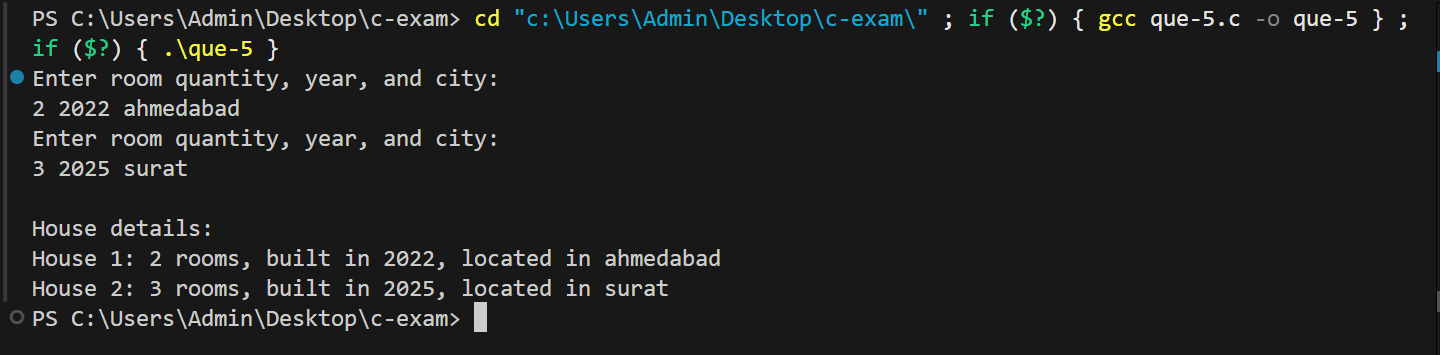 PS C:\Users\Admin\Desktop\c-exam> cd "c:\Users\Admin\Desktop\c-exam\" ; if ($?) { gcc que-5.c -o que-5 } ;
if ($?) { .\que-5 }
Enter room quantity, year, and city:
2 2022 ahmedabad
Enter room quantity, year, and city:
3 2025 surat

House details:
House 1: 2 rooms, built in 2022, located in ahmedabad
House 2: 3 rooms, built in 2025, located in surat
PS C:\Users\Admin\Desktop\c-exam>